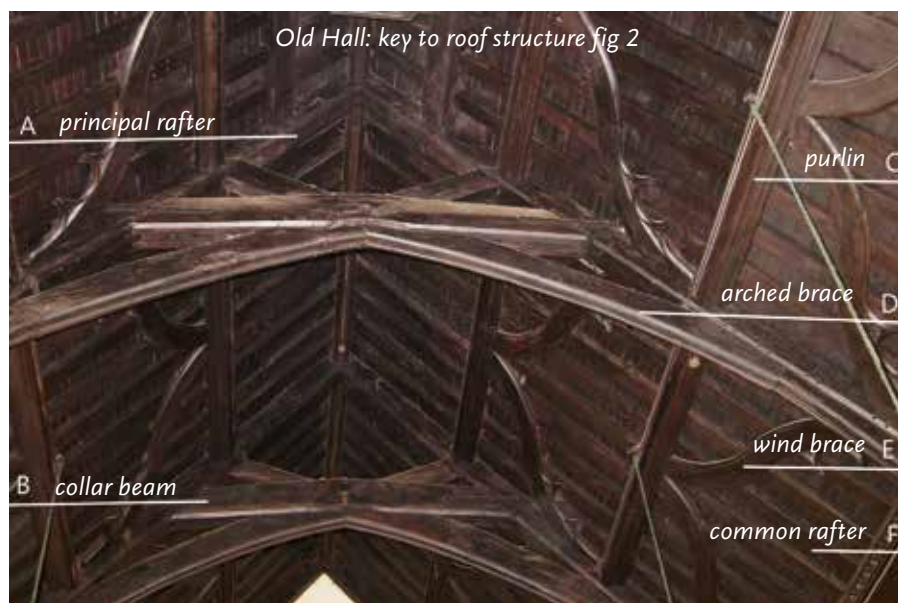 Old Hall: key to roof structure fig 2
A principal rafter
purlin C
arched brace D
wind brace E
B collar beam
common rafter F